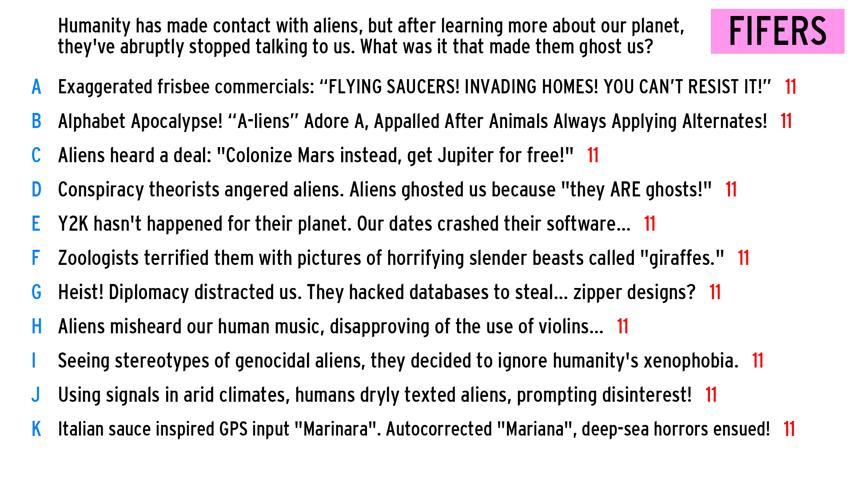 Humanity has made contact with aliens, but after learning more about our planet,
they've abruptly stopped talking to us. What was it that made them ghost us?
FIFERS
A Exaggerated frisbee commercials: “FLYING SAUCERS! INVADING HOMES! YOU CAN’T RESIST IT!” 11
B Alphabet Apocalypse! “A-liens” Adore A, Appalled After Animals Always Applying Alternates! 11
C Aliens heard a deal: "Colonize Mars instead, get Jupiter for free!" 11
D Conspiracy theorists angered aliens. Aliens ghosted us because "they ARE ghosts!" 11
E Y2K hasn't happened for their planet. Our dates crashed their software... 11
F Zoologists terrified them with pictures of horrifying slender beasts called "giraffes." 11
G Heist! Diplomacy distracted us. They hacked databases to steal... zipper designs? 11
H Aliens misheard our human music, disapproving of the use of violins... 11
I Seeing stereotypes of genocidal aliens, they decided to ignore humanity's xenophobia. 11
J Using signals in arid climates, humans dryly texted aliens, prompting disinterest! 11
K Italian sauce inspired GPS input "Marinara". Autocorrected "Mariana", deep-sea horrors ensued! 11